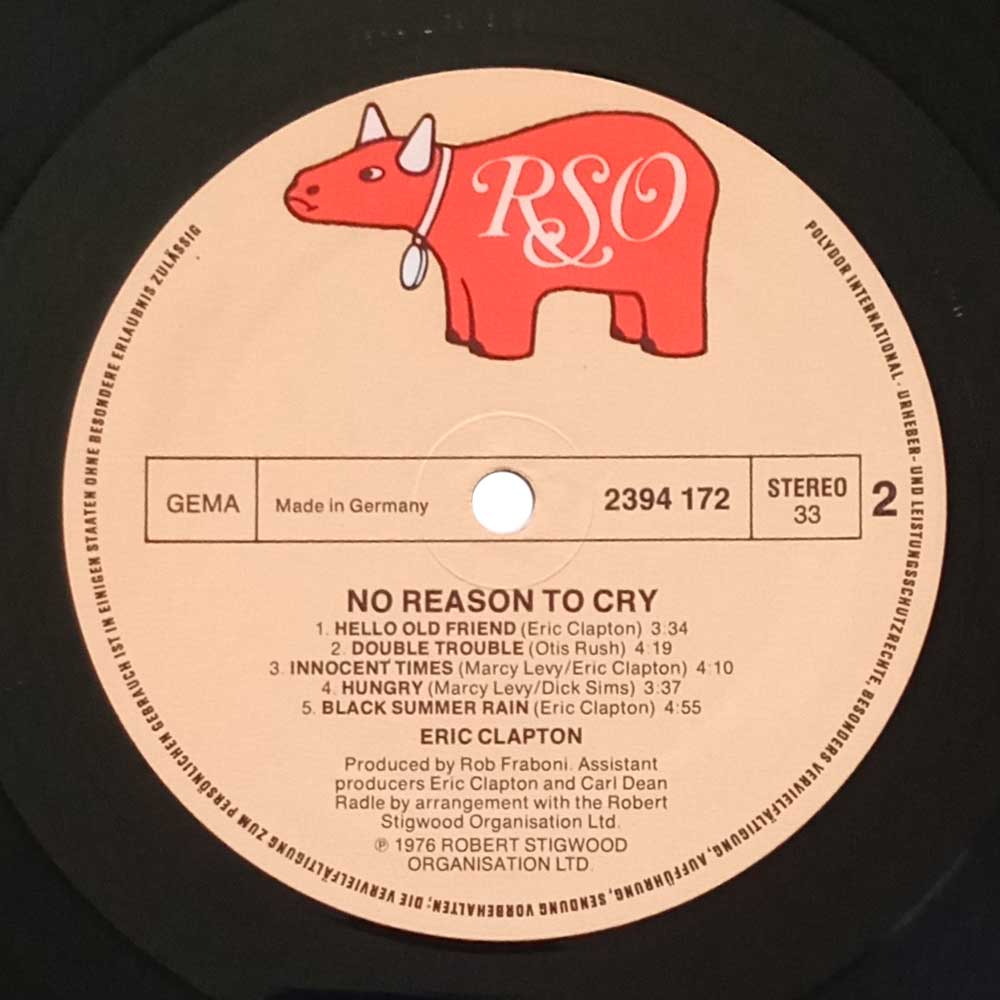 RSO
POLYDOR INTERNATIONAL · URHEBER- UND LEISTUNGSSCHUTZRECHTE, BESONDERS VERVIELFÄLTIGUNG, AUFFÜHRUNG, SENDUNG VORBEHALTEN; DIE VERVIELFÄLTIGUNG ZUM PERSÖNLICHEN GEBRAUCH IST IN EINIGEN STAATEN OHNE BESONDERE ERLAUBNIS ZULÄSSIG
GEMA Made in Germany 2394 172 STEREO 2
33
NO REASON TO CRY
1. HELLO OLD FRIEND (Eric Clapton) 3:34
2. DOUBLE TROUBLE (Otis Rush) 4:19
3. INNOCENT TIMES (Marcy Levy/Eric Clapton) 4:10
4. HUNGRY (Marcy Levy/Dick Sims) 3:37
5. BLACK SUMMER RAIN (Eric Clapton) 4:55
ERIC CLAPTON
Produced by Rob Fraboni. Assistant
producers Eric Clapton and Carl Dean
Radle by arrangement with the Robert
Stigwood Organisation Ltd.
℗ 1976 ROBERT STIGWOOD
ORGANISATION LTD.